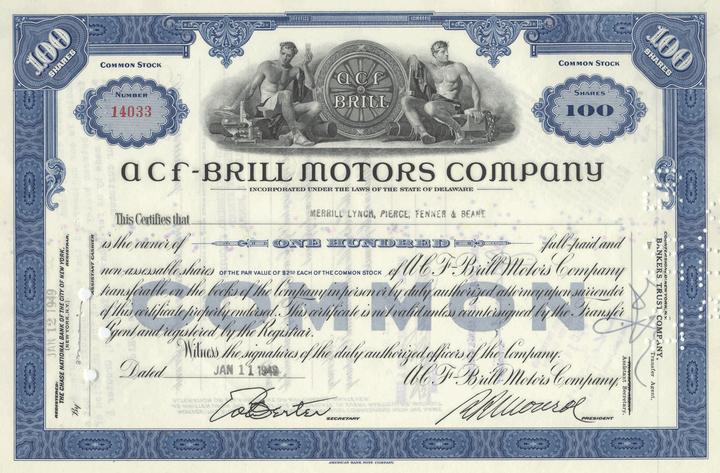 100 SHARES
100 SHARES
COMMON STOCK
COMMON STOCK
NUMBER
14033
acf
BRILL
SHARES
100
acf-BRILL MOTORS COMPANY
INCORPORATED UNDER THE LAWS OF THE STATE OF DELAWARE
This Certifies that MERRILL LYNCH, PIERCE, FENNER & BEANE
is the owner of ONE HUNDRED full-paid and
non-assessable shares OF THE PAR VALUE OF $2.50 EACH OF THE COMMON STOCK of A.C.F.-Brill Motors Company
transferable on the books of the Company in person or by duly authorized attorney upon surrender
of this certificate properly endorsed. This certificate is not valid unless countersigned by the Transfer
Agent and registered by the Registrar.
COMMON
Witness the signatures of the duly authorized officers of the Company.
Dated JAN 11 1949 A.C.F.-Brill Motors Company,
SECRETARY
PRESIDENT
REGISTERED: JAN 12 1949
THE CHASE NATIONAL BANK OF THE CITY OF NEW YORK,
(NEW YORK, N.Y.) REGISTRAR,
By ASSISTANT CASHIER
BANKERS TRUST COMPANY,
Transfer Agent,
Assistant Secretary.
AMERICAN BANK NOTE COMPANY